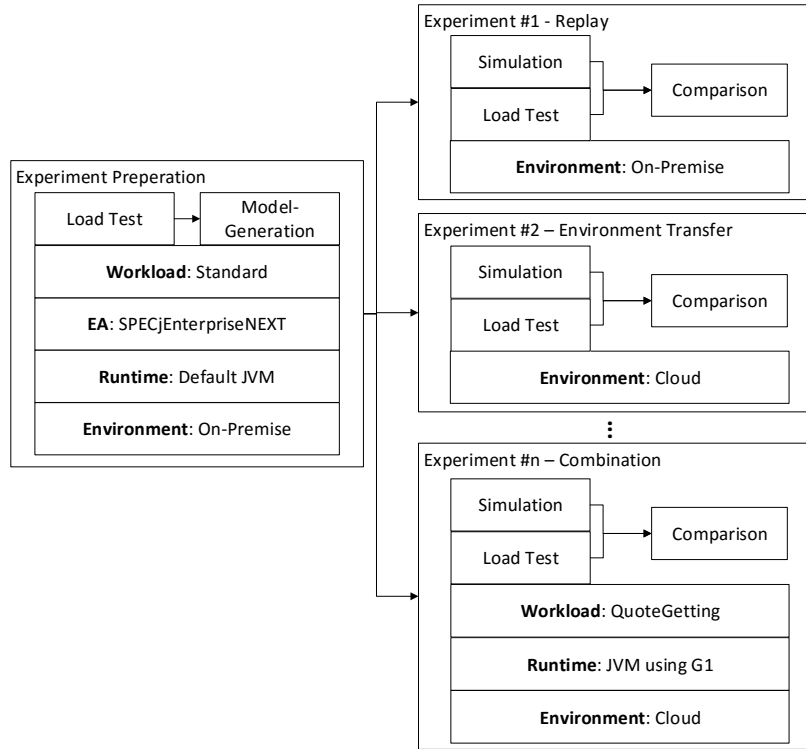 Experiment Preperation
Load Test
Model-
Generation
Workload: Standard
EA: SPECjEnterpriseNEXT
Runtime: Default JVM
Environment: On-Premise
Experiment #1 - Replay
Simulation
Load Test
Comparison
Environment: On-Premise
Experiment #2 – Environment Transfer
Simulation
Load Test
Comparison
Environment: Cloud
Experiment #n – Combination
Simulation
Load Test
Comparison
Workload: QuoteGetting
Runtime: JVM using G1
Environment: Cloud